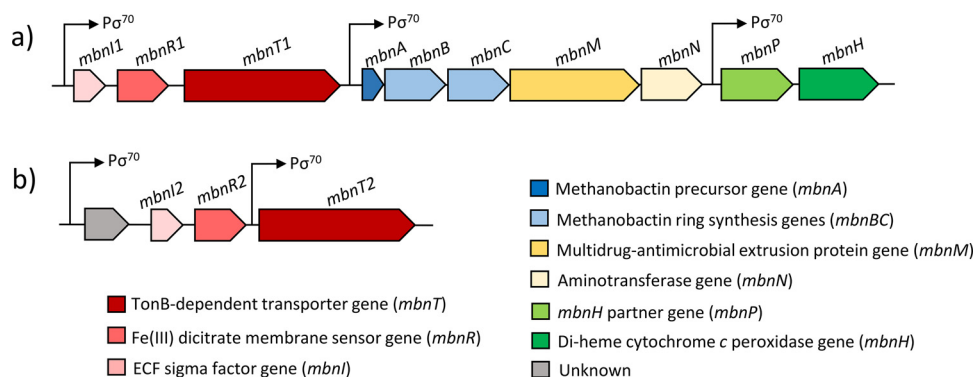 a)
Pσ⁷⁰
Pσ⁷⁰
Pσ⁷⁰
mbnI1
mbnR1
mbnT1
mbnA
mbnB
mbnC
mbnM
mbnN
mbnP
mbnH
b)
Pσ⁷⁰
Pσ⁷⁰
mbnI2
mbnR2
mbnT2
TonB-dependent transporter gene (mbnT)
Fe(III) dicitrate membrane sensor gene (mbnR)
ECF sigma factor gene (mbnI)
Methanobactin precursor gene (mbnA)
Methanobactin ring synthesis genes (mbnBC)
Multidrug-antimicrobial extrusion protein gene (mbnM)
Aminotransferase gene (mbnN)
mbnH partner gene (mbnP)
Di-heme cytochrome c peroxidase gene (mbnH)
Unknown